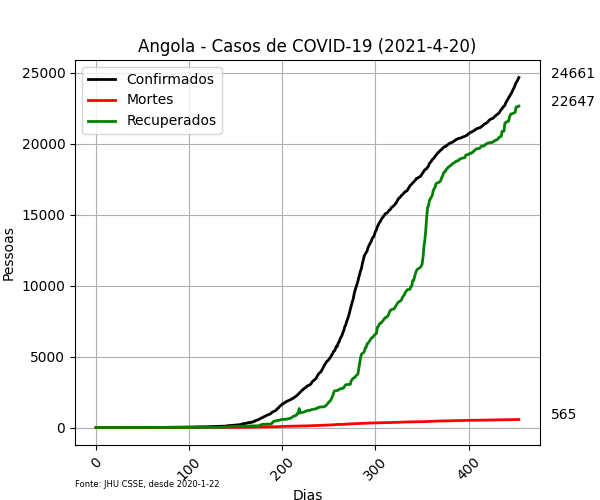 Angola - Casos de COVID-19 (2021-4-20)
Confirmados
Mortes
Recuperados
24661
22647
565
25000
20000
15000
10000
5000
0
Pessoas
0
100
200
300
400
Dias
Fonte: JHU CSSE, desde 2020-1-22